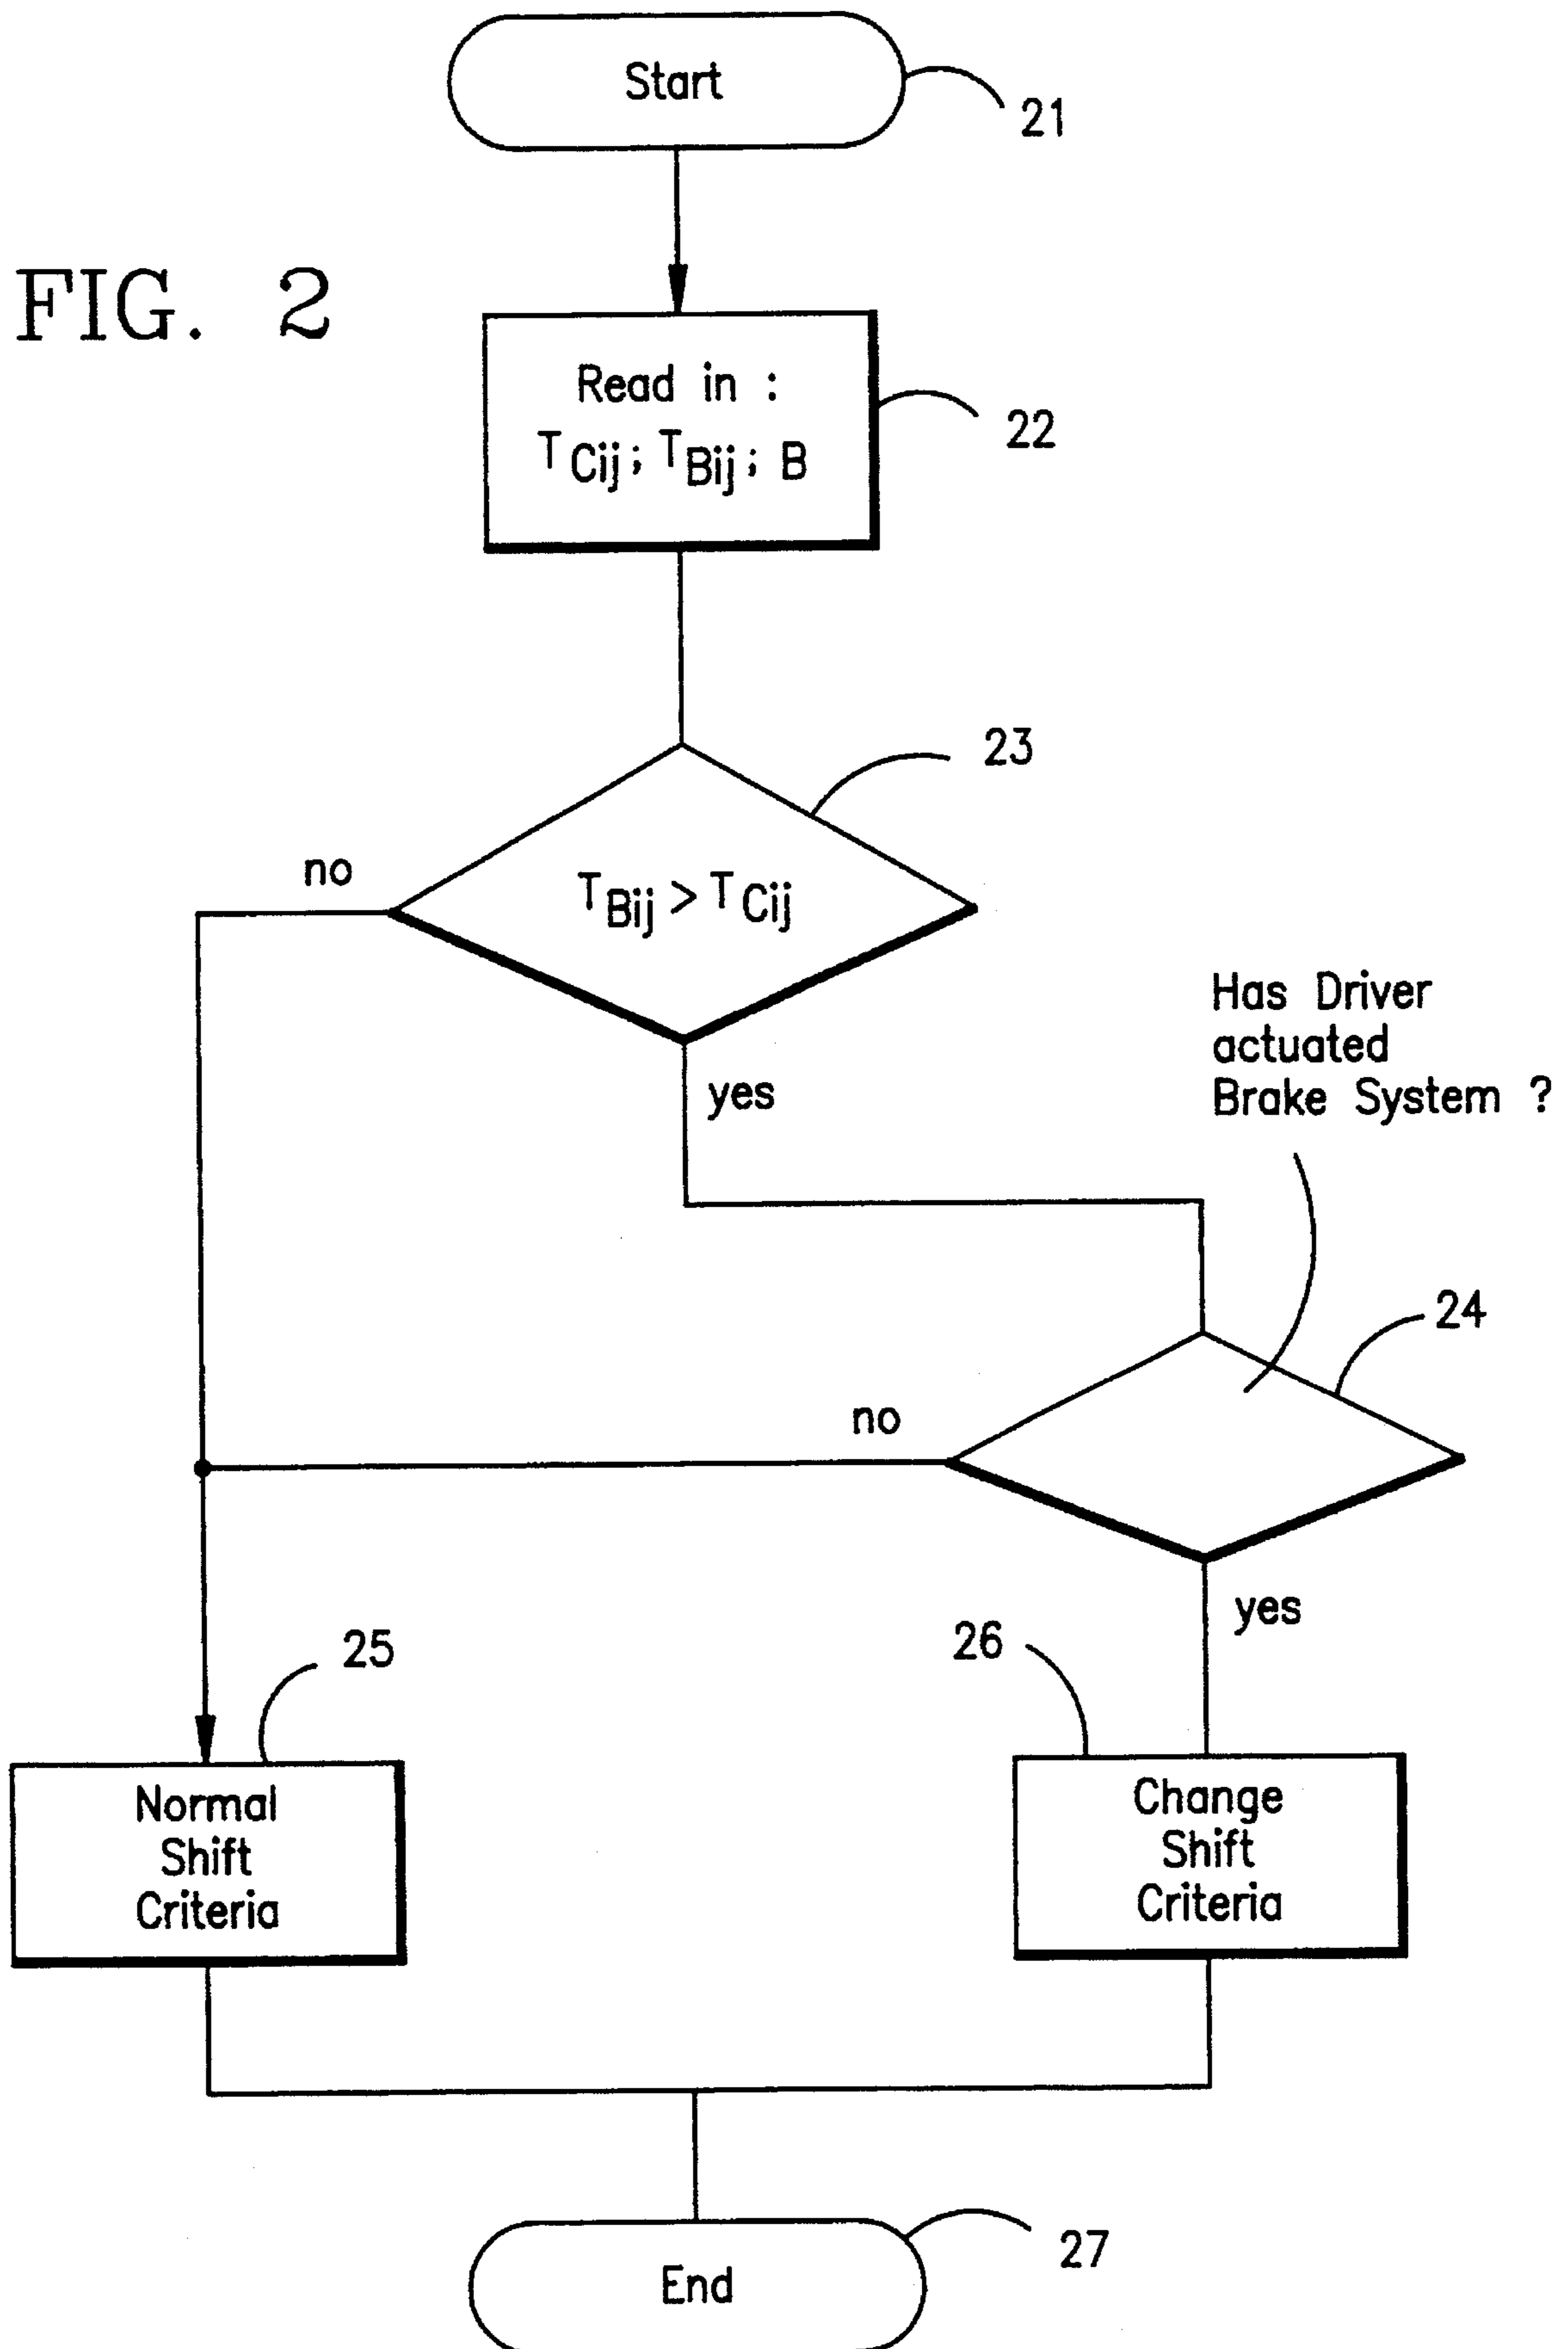 Start
21
FIG. 2
Read in :
TCij; TBij; B
22
23
no
TBij > TCij
yes
Has Driver
actuated
Brake System ?
24
no
yes
25
26
Normal
Shift
Criteria
Change
Shift
Criteria
27
End